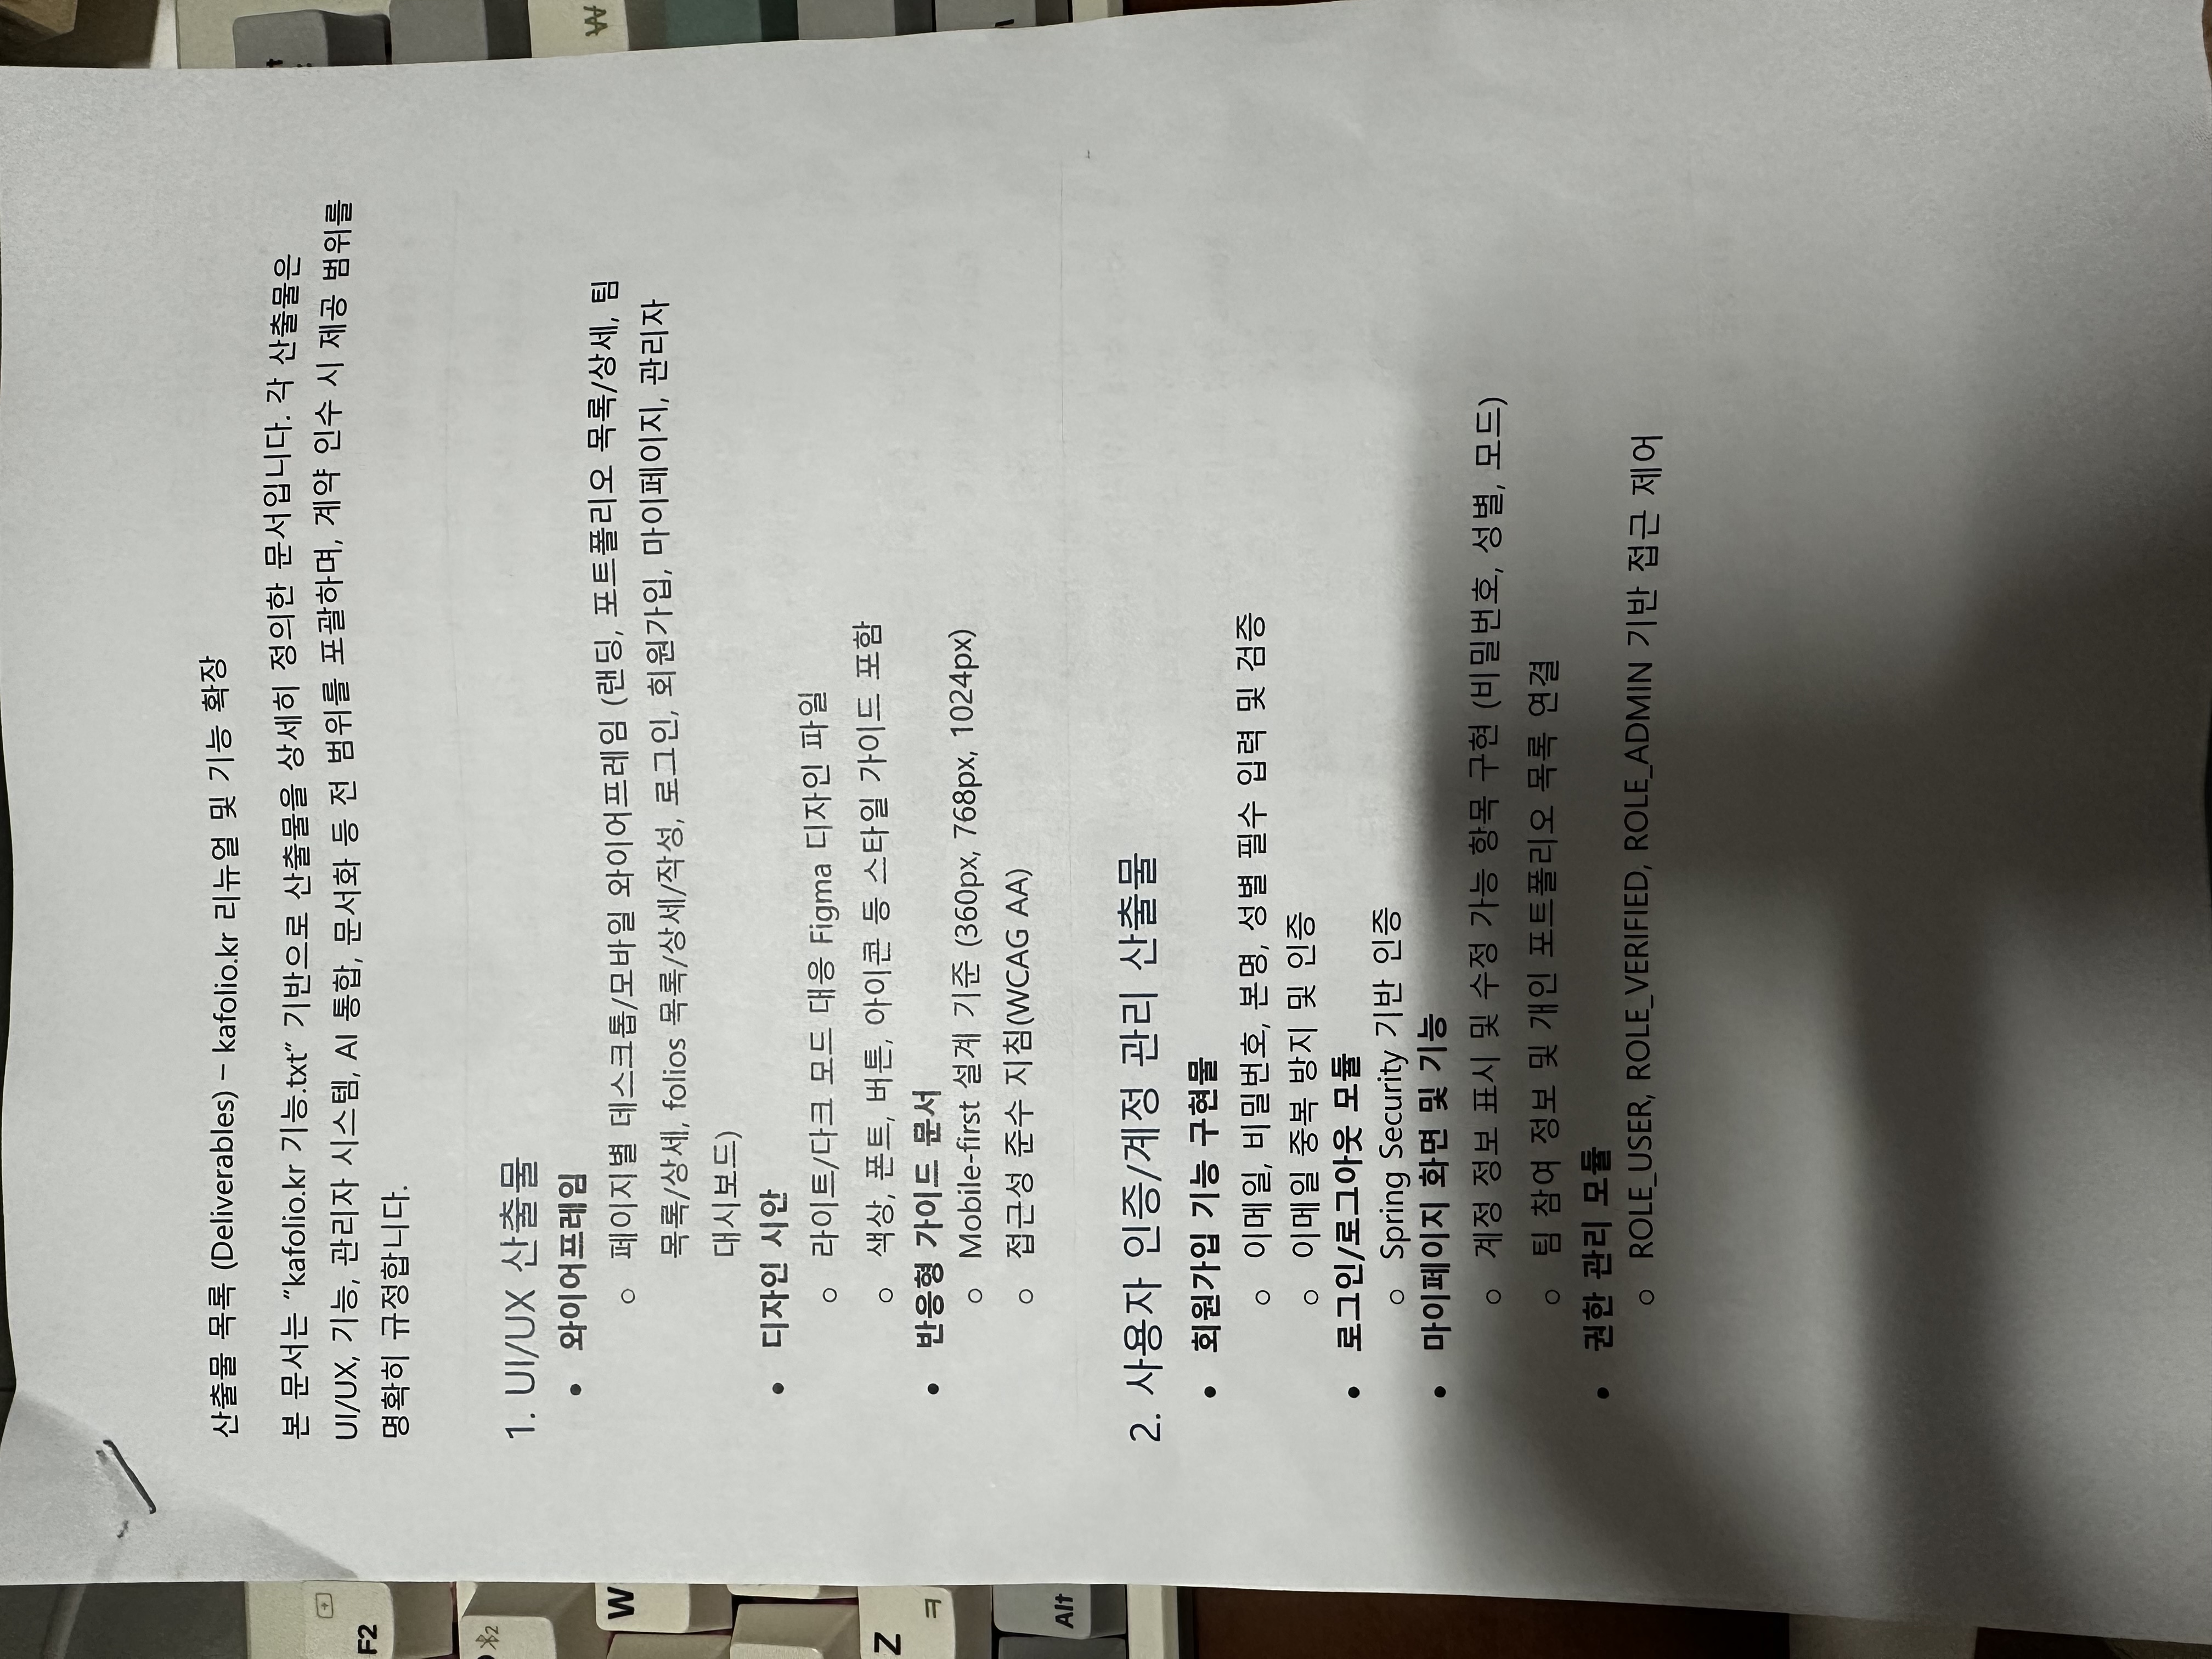 산출물 목록 (Deliverables) – kafolio.kr 리뉴얼 및 기능 확장
본 문서는 “kafolio.kr 기능.txt” 기반으로 산출물을 상세히 정의한 문서입니다. 각 산출물은
UI/UX, 기능, 관리자 시스템, AI 통합, 문서화 등 전 범위를 포괄하며, 계약 인수 시 제공 범위를
명확히 규정합니다.
1. UI/UX 산출물
• 와이어프레임
o 페이지별 데스크톱/모바일 와이어프레임 (랜딩, 포트폴리오 목록/상세, 팀
목록/상세, folios 목록/상세/작성, 로그인, 회원가입, 마이페이지, 관리자
대시보드)
• 디자인 시안
o 라이트/다크 모드 대응 Figma 디자인 파일
o 색상, 폰트, 버튼, 아이콘 등 스타일 가이드 포함
• 반응형 가이드 문서
o Mobile-first 설계 기준 (360px, 768px, 1024px)
o 접근성 준수 지침(WCAG AA)
2. 사용자 인증/계정 관리 산출물
• 회원가입 기능 구현물
o 이메일, 비밀번호, 본명, 성별 필수 입력 및 검증
o 이메일 중복 방지 및 인증
• 로그인/로그아웃 모듈
o Spring Security 기반 인증
• 마이페이지 화면 및 기능
o 계정 정보 표시 및 수정 가능 항목 구현 (비밀번호, 성별, 모드)
o 팀 참여 정보 및 개인 포트폴리오 목록 연결
• 권한 관리 모듈
o ROLE_USER, ROLE_VERIFIED, ROLE_ADMIN 기반 접근 제어
F2
2
W
Z
ㅋ
Alt
₩